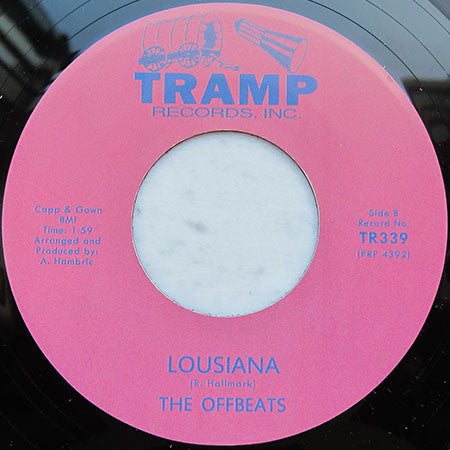 TRAMP
RECORDS, INC.
Capp & Gown
BMI
Time: 1:59
Arranged and
Produced by:
A. Hambric
Side B
Record No.
TR339
(PRP 4392)
LOUSIANA
(R. Hallmark)
THE OFFBEATS